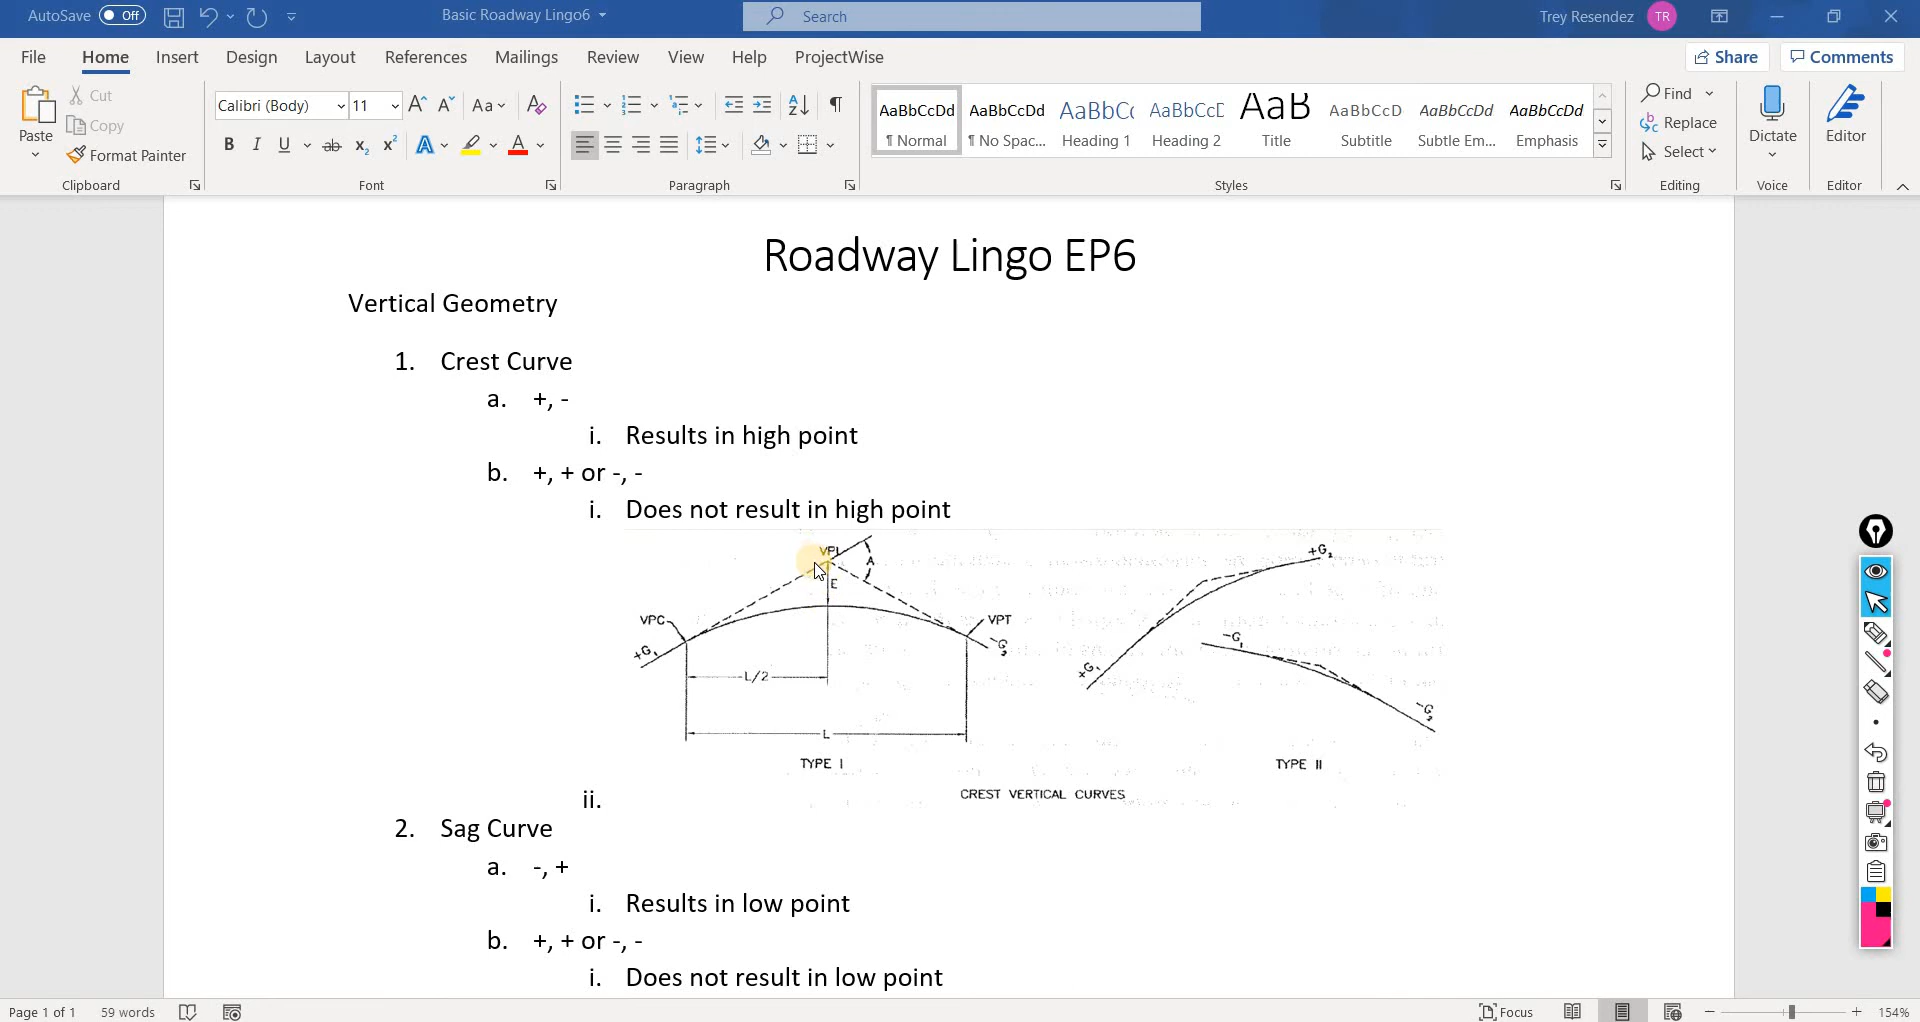 AutoSave Off
Basic Roadway Lingo6
Search
Trey Resendez TR
File Home Insert Design Layout References Mailings Review View Help ProjectWise Share Comments
Paste Cut Copy Format Painter
Clipboard
Calibri (Body) 11
Font
Paragraph
AaBbCcDd ¶ Normal
AaBbCcDd ¶ No Spac...
AaBbC( Heading 1
AaBbCcE Heading 2
AaB Title
AaBbCcD Subtitle
AaBbCcDd Subtle Em...
AaBbCcDd Emphasis
Styles
Find
Replace
Select
Editing
Dictate
Voice
Editor
Editor
Roadway Lingo EP6
Vertical Geometry
1. Crest Curve
a. +, -
i. Results in high point
b. +, + or -, -
i. Does not result in high point
VPI
A
E
VPC
VPT
+G₁
-G₂
L/2
L
TYPE I
+G₂
+G₁
-G₁
-G₂
TYPE II
CREST VERTICAL CURVES
ii.
2. Sag Curve
a. -, +
i. Results in low point
b. +, + or -, -
i. Does not result in low point
Page 1 of 1 59 words Focus 154%